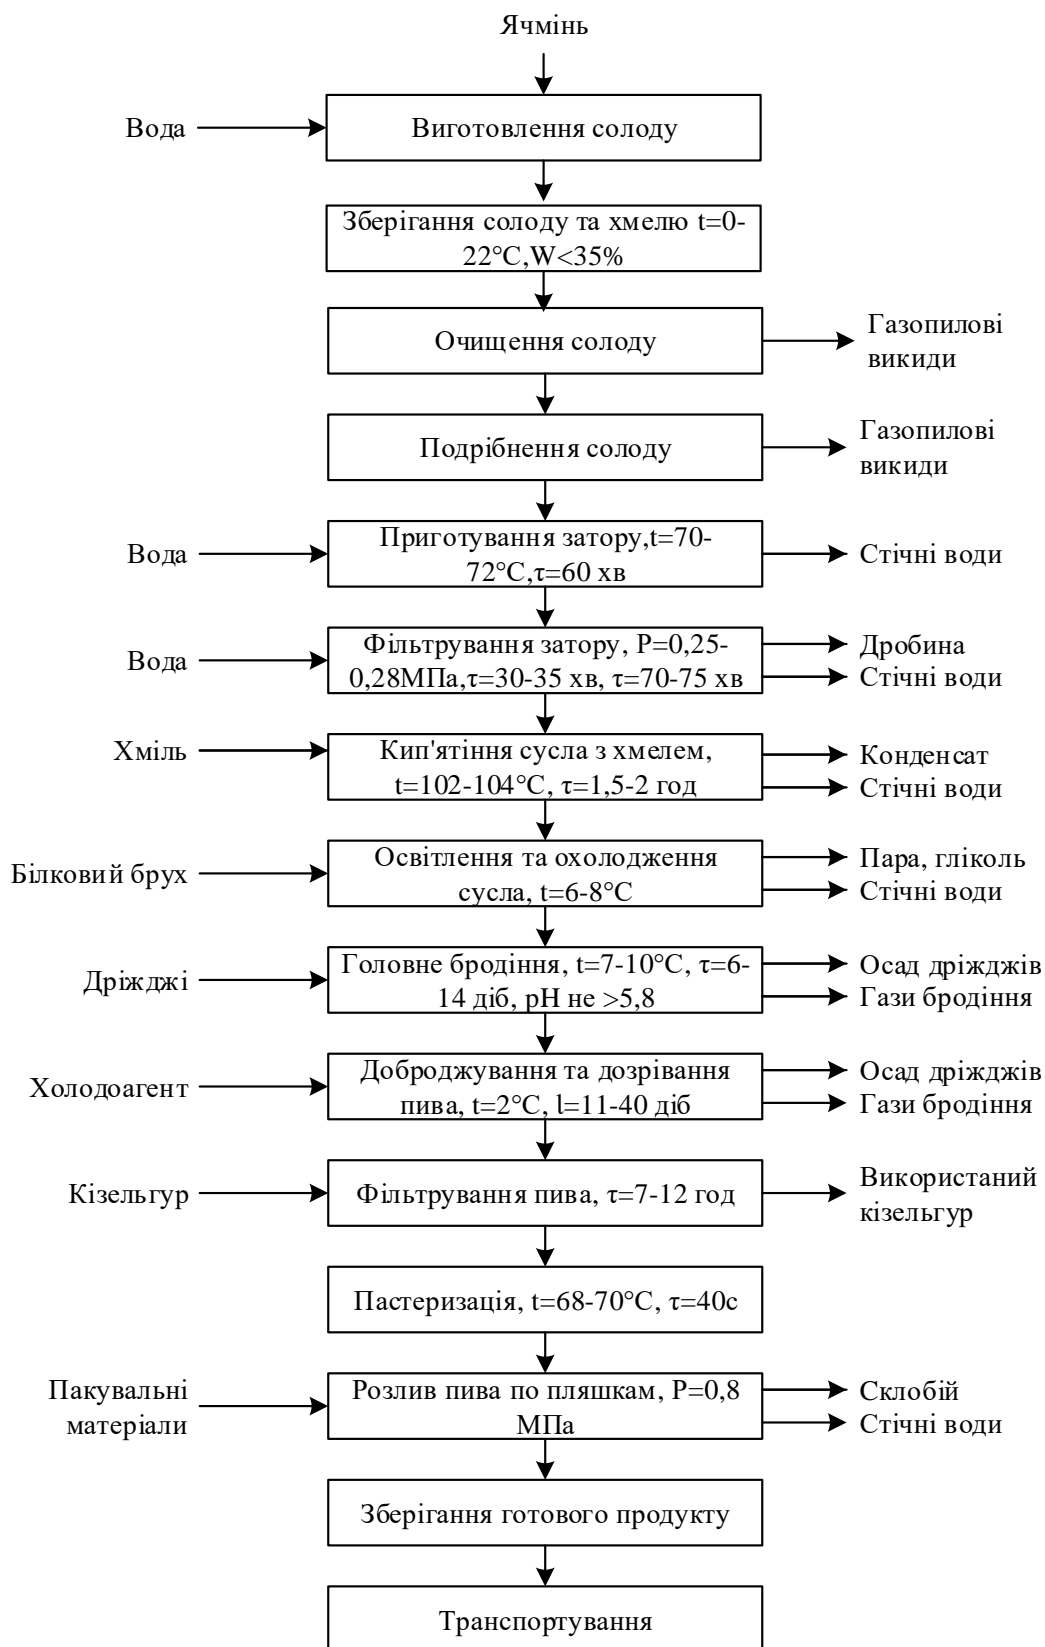 Ячмінь
Вода
Виготовлення солоду
Зберігання солоду та хмелю t=0-
22°C,W<35%
Очищення солоду
Газопилові
викиди
Подрібнення солоду
Газопилові
викиди
Вода
Приготування затору,t=70-
72°C,τ=60 хв
Стічні води
Вода
Фільтрування затору, P=0,25-
0,28МПа,τ=30-35 хв, τ=70-75 хв
Дробина
Стічні води
Хміль
Кип'ятіння сусла з хмелем,
t=102-104°C, τ=1,5-2 год
Конденсат
Стічні води
Білковий брух
Освітлення та охолодження
сусла, t=6-8°C
Пара, гліколь
Стічні води
Дріжджі
Головне бродіння, t=7-10°C, τ=6-
14 діб, pH не >5,8
Осад дріжджів
Гази бродіння
Холодоагент
Доброджування та дозрівання
пива, t=2°C, l=11-40 діб
Осад дріжджів
Гази бродіння
Кізельгур
Фільтрування пива, τ=7-12 год
Використаний
кізельгур
Пастеризація, t=68-70°C, τ=40с
Пакувальні
матеріали
Розлив пива по пляшкам, P=0,8
МПа
Склобій
Стічні води
Зберігання готового продукту
Транспортування